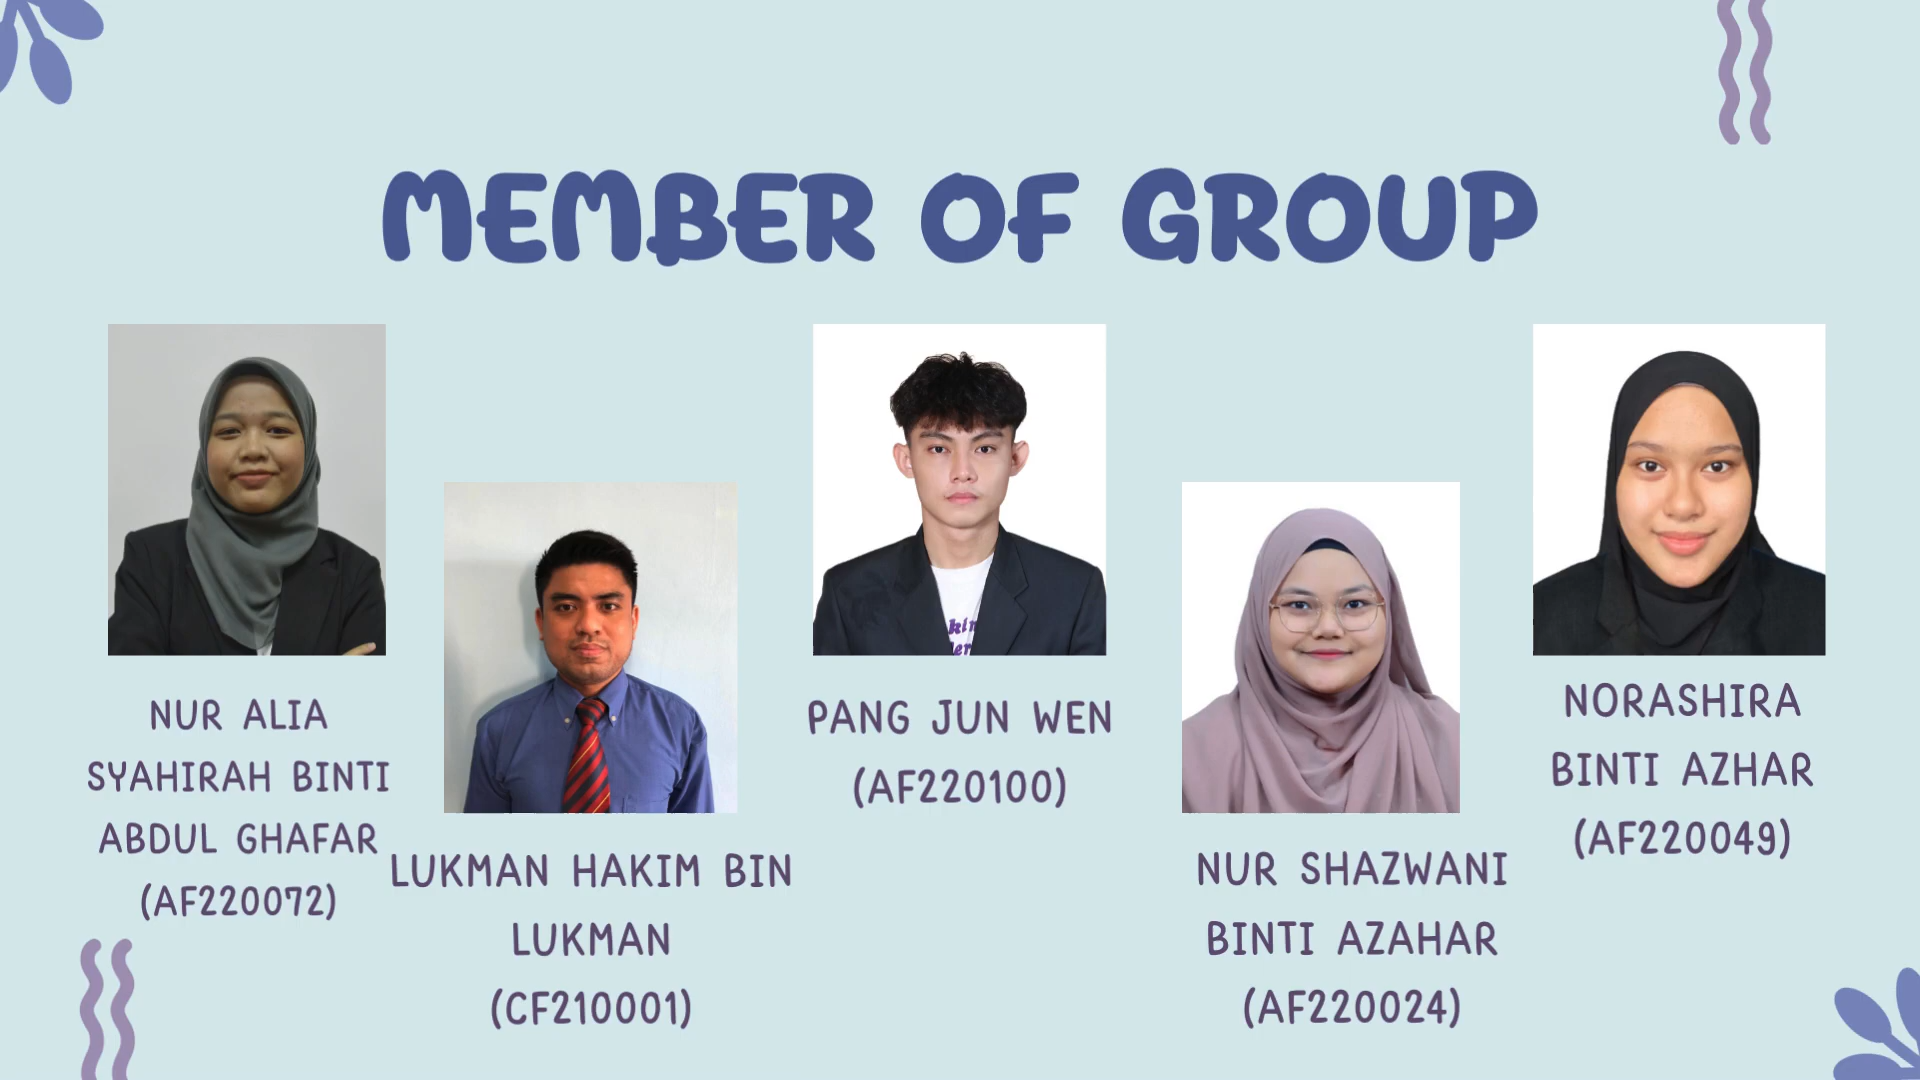 MEMBER OF GROUP
NUR ALIA
SYAHIRAH BINTI
ABDUL GHAFAR
(AF220072)
LUKMAN HAKIM BIN
LUKMAN
(CF210001)
PANG JUN WEN
(AF220100)
NUR SHAZWANI
BINTI AZAHAR
(AF220024)
NORASHIRA
BINTI AZHAR
(AF220049)